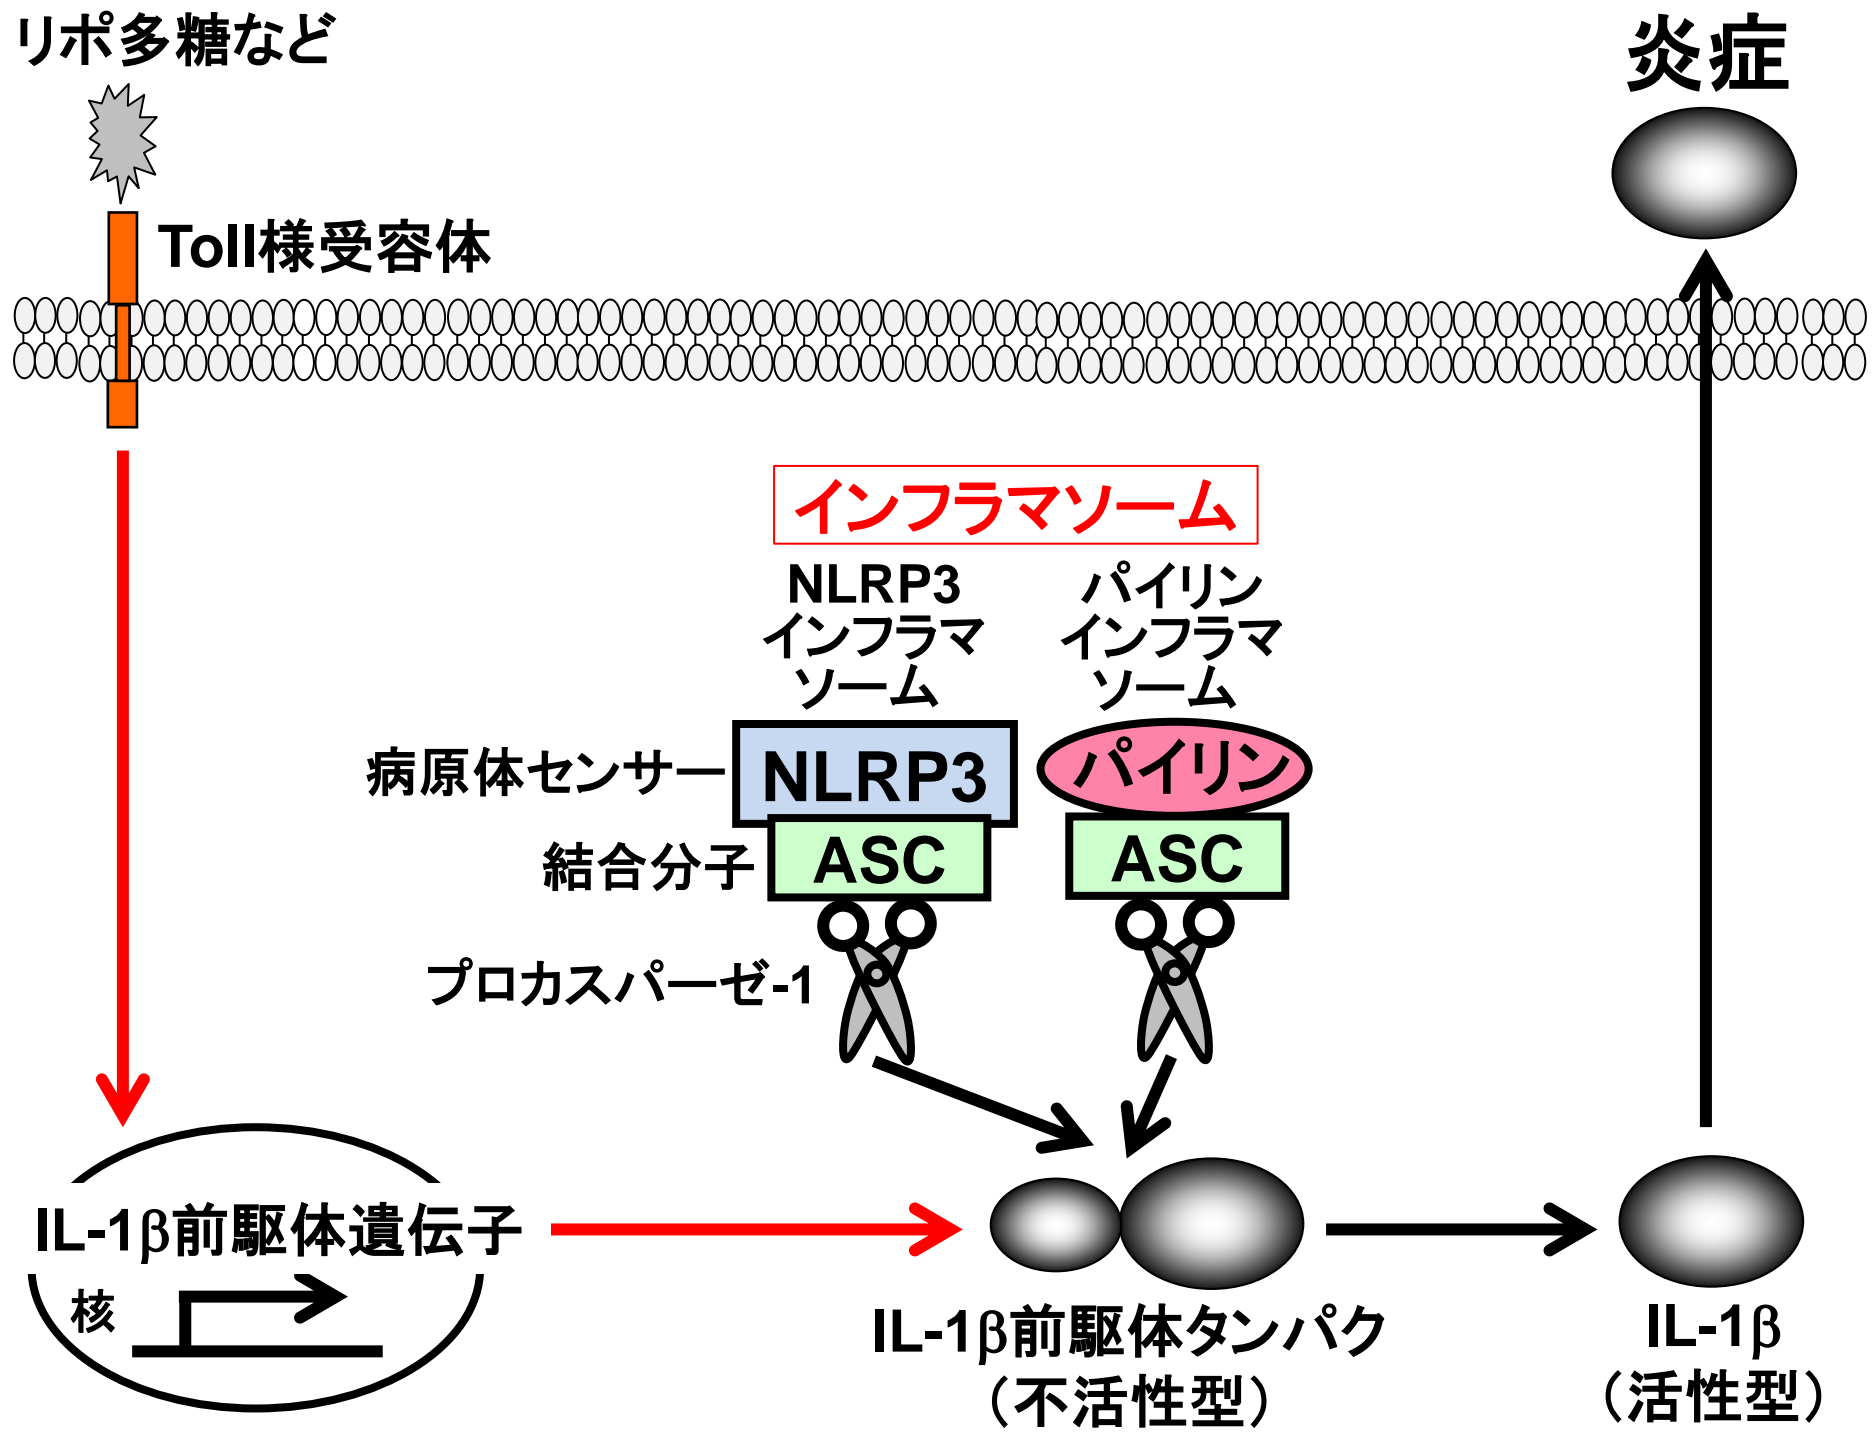 リポ多糖など
炎症
Toll様受容体
インフラマソーム
NLRP3
インフラマ
ソーム
パイリン
インフラマ
ソーム
病原体センサー
NLRP3
パイリン
結合分子
ASC
ASC
プロカスパーゼ-1
IL-1β前駆体遺伝子
核
IL-1β前駆体タンパク
（不活性型）
IL-1β
（活性型）